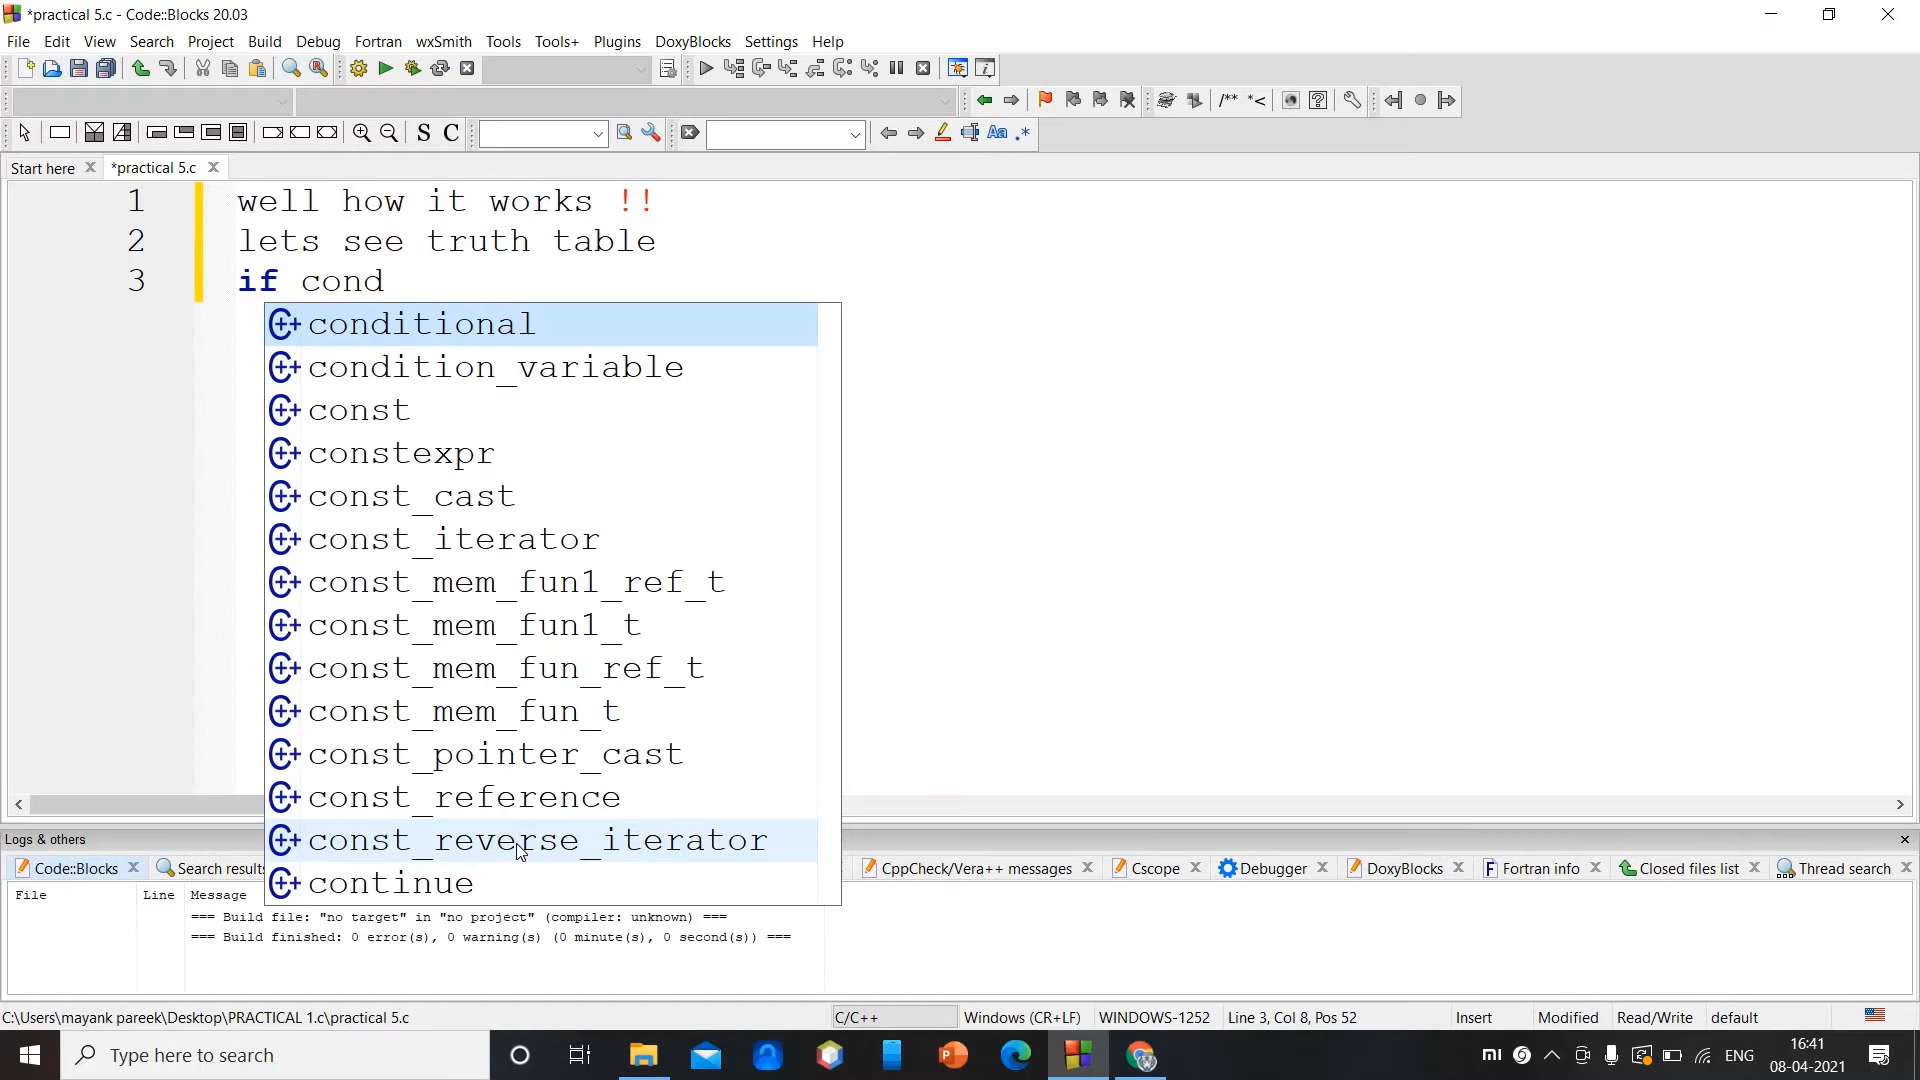 *practical 5.c - Code::Blocks 20.03
File Edit View Search Project Build Debug Fortran wxSmith Tools Tools+ Plugins DoxyBlocks Settings Help
/** *<
S C Aa .*
Start here *practical 5.c
1 well how it works !!
2 lets see truth table
3 if cond
conditional
condition_variable
const
constexpr
const_cast
const_iterator
const_mem_fun1_ref_t
const_mem_fun1_t
const_mem_fun_ref_t
const_mem_fun_t
const_pointer_cast
const_reference
const_reverse_iterator
continue
Logs & others
Code::Blocks Search results CppCheck/Vera++ messages Cscope Debugger DoxyBlocks Fortran info Closed files list Thread search
File Line Message
=== Build file: "no target" in "no project" (compiler: unknown) ===
=== Build finished: 0 error(s), 0 warning(s) (0 minute(s), 0 second(s)) ===
C:\Users\mayank pareek\Desktop\PRACTICAL 1.c\practical 5.c C/C++ Windows (CR+LF) WINDOWS-1252 Line 3, Col 8, Pos 52 Insert Modified Read/Write default
Type here to search
mi ENG 16:41
08-04-2021